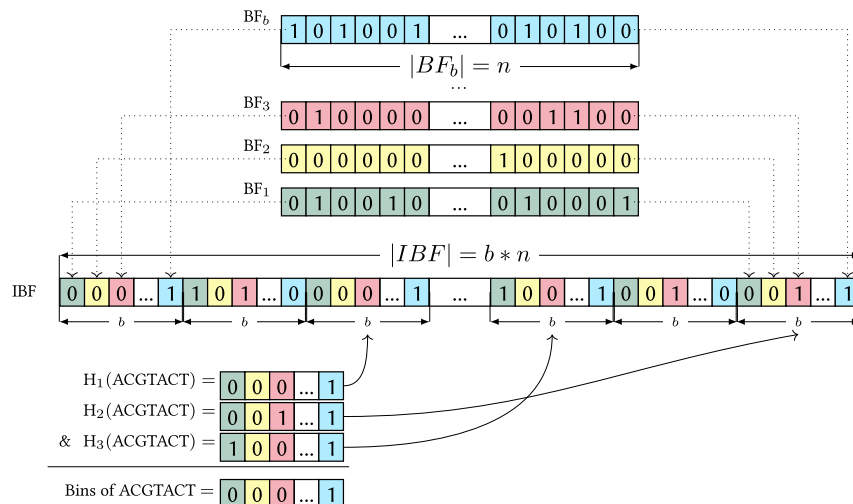 BF_b 1 0 1 0 0 1 ... 0 1 0 1 0 0
|BF_b| = n
...
BF_3 0 1 0 0 0 0 ... 0 0 1 1 0 0
BF_2 0 0 0 0 0 0 ... 1 0 0 0 0 0
BF_1 0 1 0 0 1 0 ... 0 1 0 0 0 1
|IBF| = b * n
IBF 0 0 0 ... 1 1 0 1 ... 0 0 0 0 ... 1 ... 1 0 0 ... 1 0 0 1 ... 0 0 0 1 ... 1
b b b b b b
H_1(ACGTACT) = 0 0 0 ... 1
H_2(ACGTACT) = 0 0 1 ... 1
& H_3(ACGTACT) = 1 0 0 ... 1
Bins of ACGTACT = 0 0 0 ... 1